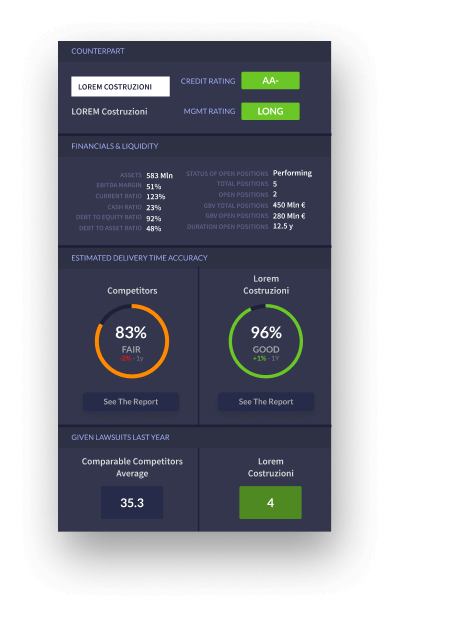 COUNTERPART
LOREM COSTRUZIONI
CREDIT RATING AA-
LOREM Costruzioni
MGMT RATING LONG
FINANCIALS & LIQUIDITY
ASSETS 583 Mln
EBITDA MARGIN 51%
CURRENT RATIO 123%
CASH RATIO 23%
DEBT TO EQUITY RATIO 92%
DEBT TO ASSET RATIO 48%
STATUS OF OPEN POSITIONS Performing
TOTAL POSITIONS 5
OPEN POSITIONS 2
GBV TOTAL POSITIONS 450 Mln €
GBV OPEN POSITIONS 280 Mln €
DURATION OPEN POSITIONS 12.5 y
ESTIMATED DELIVERY TIME ACCURACY
Competitors
83%
FAIR
-2% - 1y
See The Report
Lorem
Costruzioni
96%
GOOD
+1% - 1Y
See The Report
GIVEN LAWSUITS LAST YEAR
Comparable Competitors
Average
35.3
Lorem
Costruzioni
4